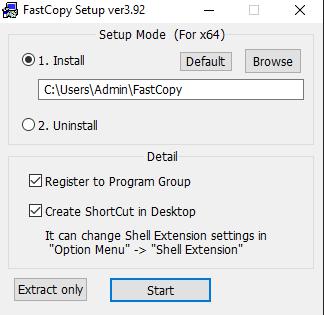 FastCopy Setup ver3.92
Setup Mode (For x64)
1. Install
Default
Browse
C:\Users\Admin\FastCopy
2. Uninstall
Detail
Register to Program Group
Create ShortCut in Desktop
It can change Shell Extension settings in
"Option Menu" -> "Shell Extension"
Extract only
Start